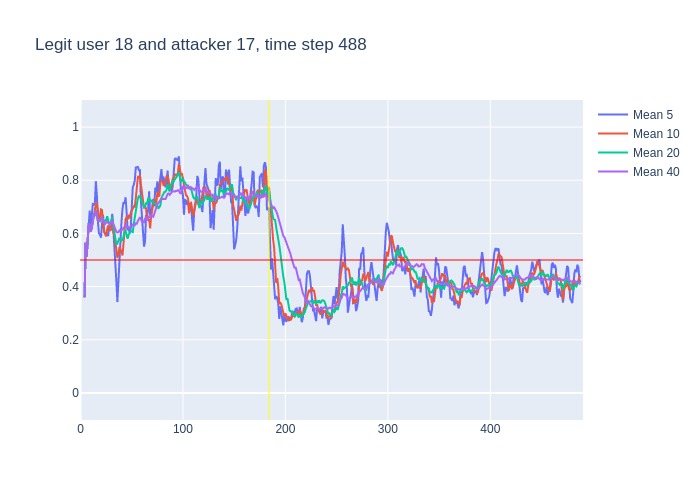 Legit user 18 and attacker 17, time step 488
Mean 5
Mean 10
Mean 20
Mean 40
1
0.8
0.6
0.4
0.2
0
0 100 200 300 400